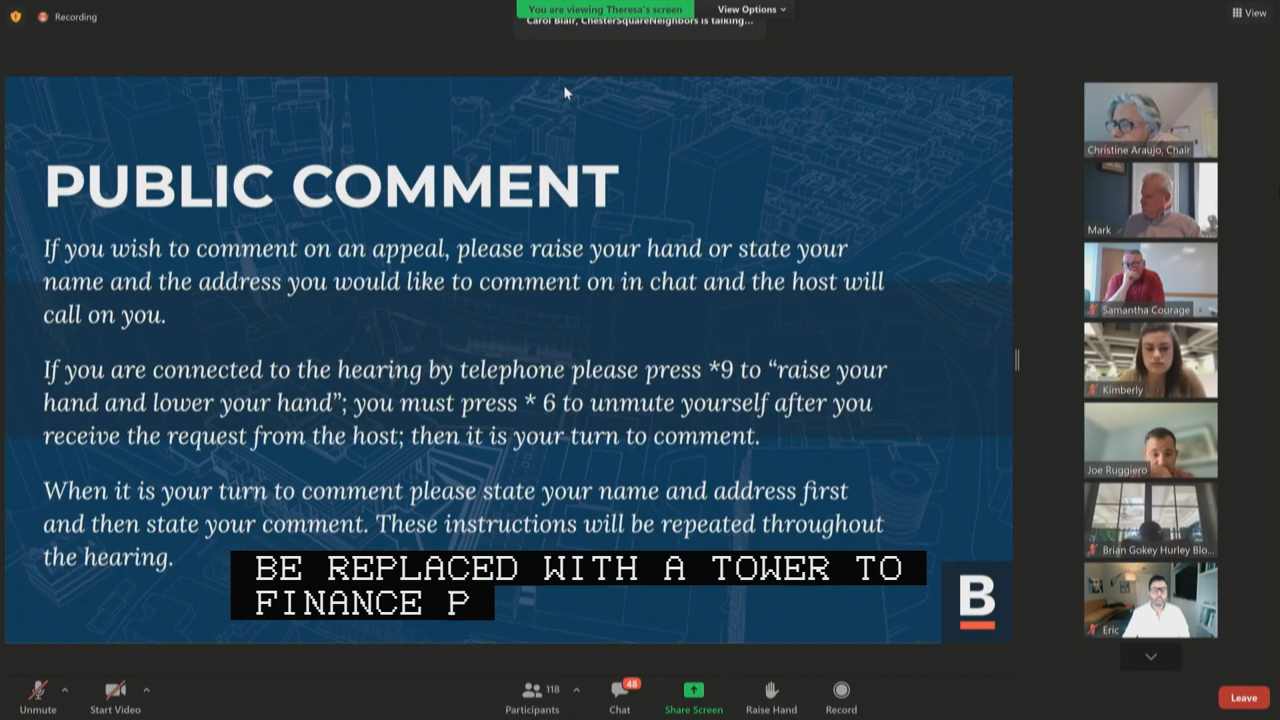 You are viewing Theresa's screen
View Options
Recording
Carol Blair, ChesterSquareNeighbors is talking...
View
PUBLIC COMMENT
If you wish to comment on an appeal, please raise your hand or state your
name and the address you would like to comment on in chat and the host will
call on you.
If you are connected to the hearing by telephone please press *9 to “raise your
hand and lower your hand”; you must press * 6 to unmute yourself after you
receive the request from the host; then it is your turn to comment.
When it is your turn to comment please state your name and address first
and then state your comment. These instructions will be repeated throughout
the hearing.
BE REPLACED WITH A TOWER TO
FINANCE P
B
Christine Araujo, Chair
Mark
Samantha Courage
Kimberly
Joe Ruggiero
Brian Gokey Hurley Blo...
Eric
Unmute
Start Video
118
Participants
48
Chat
Share Screen
Raise Hand
Record
Leave